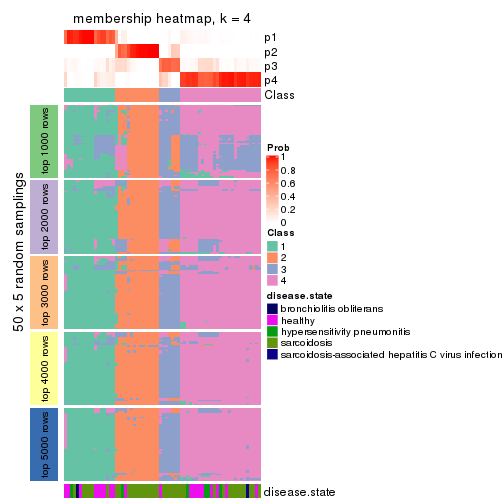 membership heatmap, k = 4
p1
p2
p3
p4
Class
50 x 5 random samplings
top 1000 rows
top 2000 rows
top 3000 rows
top 4000 rows
top 5000 rows
Prob
1
0.8
0.6
0.4
0.2
0
Class
1
2
3
4
disease.state
bronchiolitis obliterans
healthy
hypersensitivity pneumonitis
sarcoidosis
sarcoidosis-associated hepatitis C virus infection
disease.state